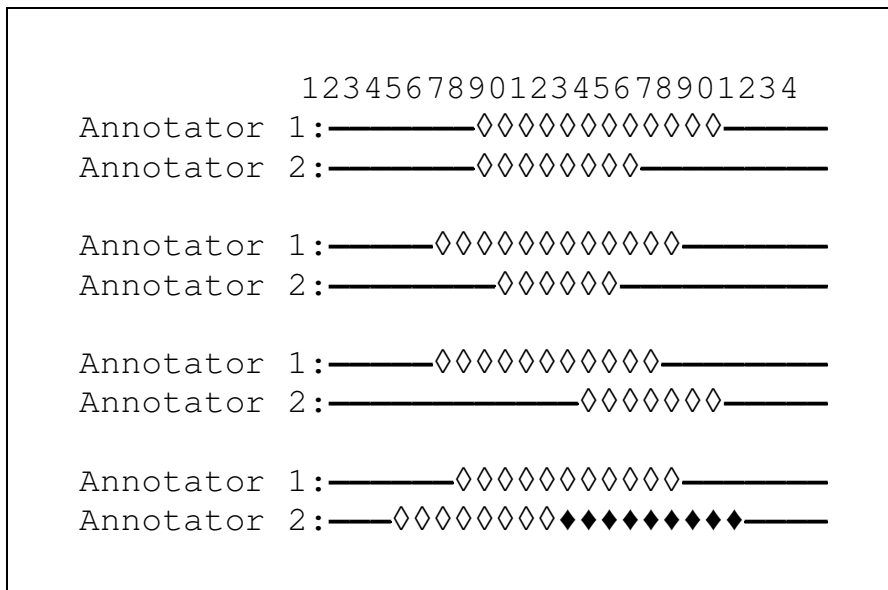 123456789012345678901234
Annotator 1:———————◊◊◊◊◊◊◊◊◊◊◊◊—————
Annotator 2:———————◊◊◊◊◊◊◊◊—————————
Annotator 1:—————◊◊◊◊◊◊◊◊◊◊◊◊———————
Annotator 2:————————◊◊◊◊◊◊——————————
Annotator 1:—————◊◊◊◊◊◊◊◊◊◊◊————————
Annotator 2:————————————◊◊◊◊◊◊◊—————
Annotator 1:——————◊◊◊◊◊◊◊◊◊◊◊———————
Annotator 2:———◊◊◊◊◊◊◊◊♦♦♦♦♦♦♦♦♦————